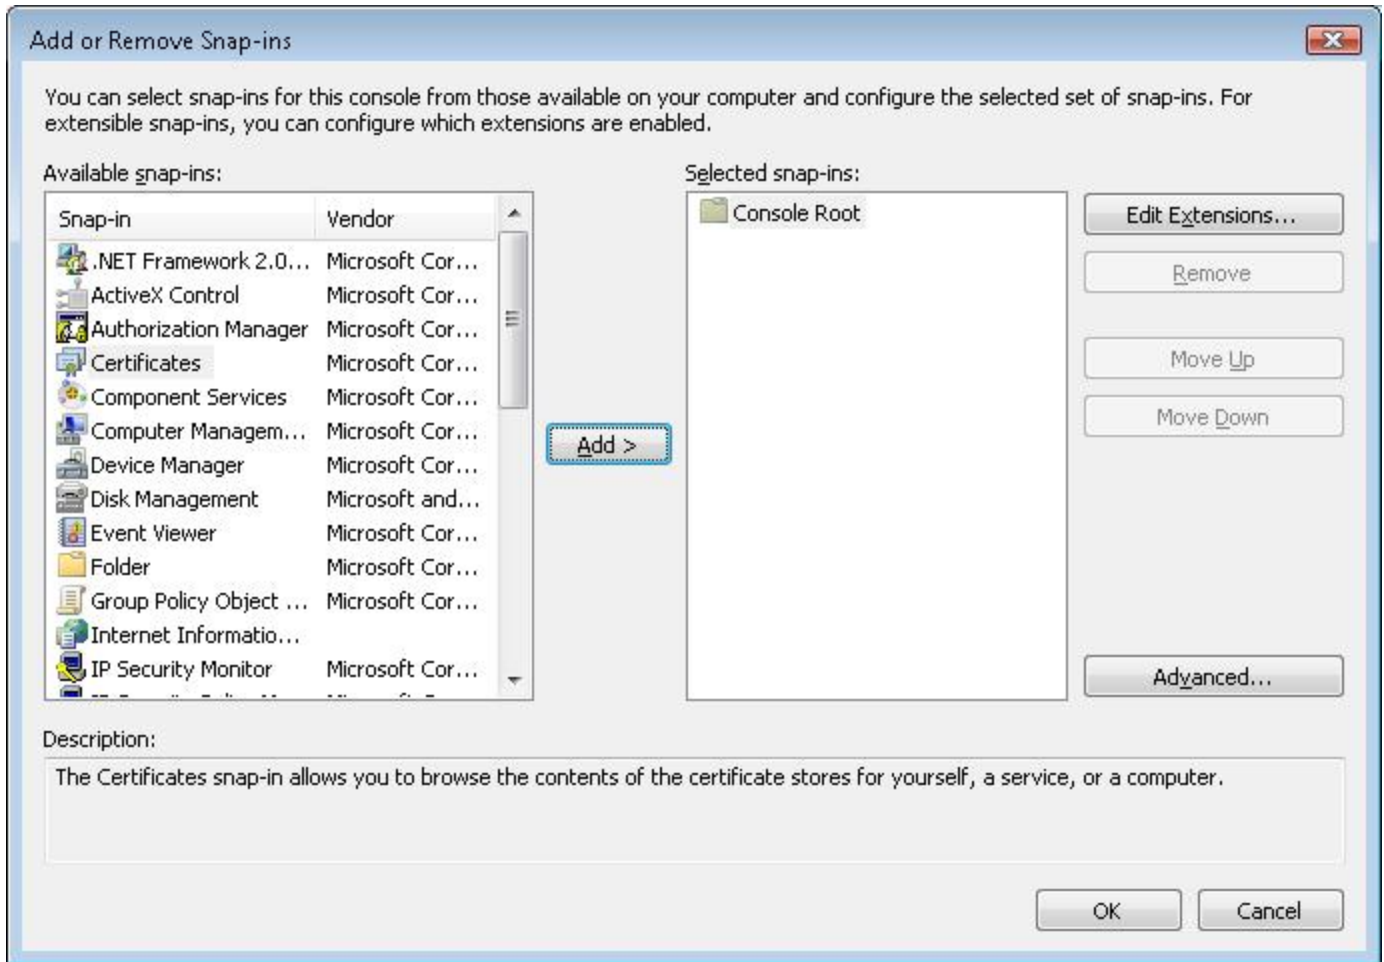 Add or Remove Snap-ins
You can select snap-ins for this console from those available on your computer and configure the selected set of snap-ins. For
extensible snap-ins, you can configure which extensions are enabled.
Available snap-ins:
Snap-in Vendor
.NET Framework 2.0... Microsoft Cor...
ActiveX Control Microsoft Cor...
Authorization Manager Microsoft Cor...
Certificates Microsoft Cor...
Component Services Microsoft Cor...
Computer Managem... Microsoft Cor...
Device Manager Microsoft Cor...
Disk Management Microsoft and...
Event Viewer Microsoft Cor...
Folder Microsoft Cor...
Group Policy Object ... Microsoft Cor...
Internet Informatio...
IP Security Monitor Microsoft Cor...
Add >
Selected snap-ins:
Console Root
Edit Extensions...
Remove
Move Up
Move Down
Advanced...
Description:
The Certificates snap-in allows you to browse the contents of the certificate stores for yourself, a service, or a computer.
OK Cancel